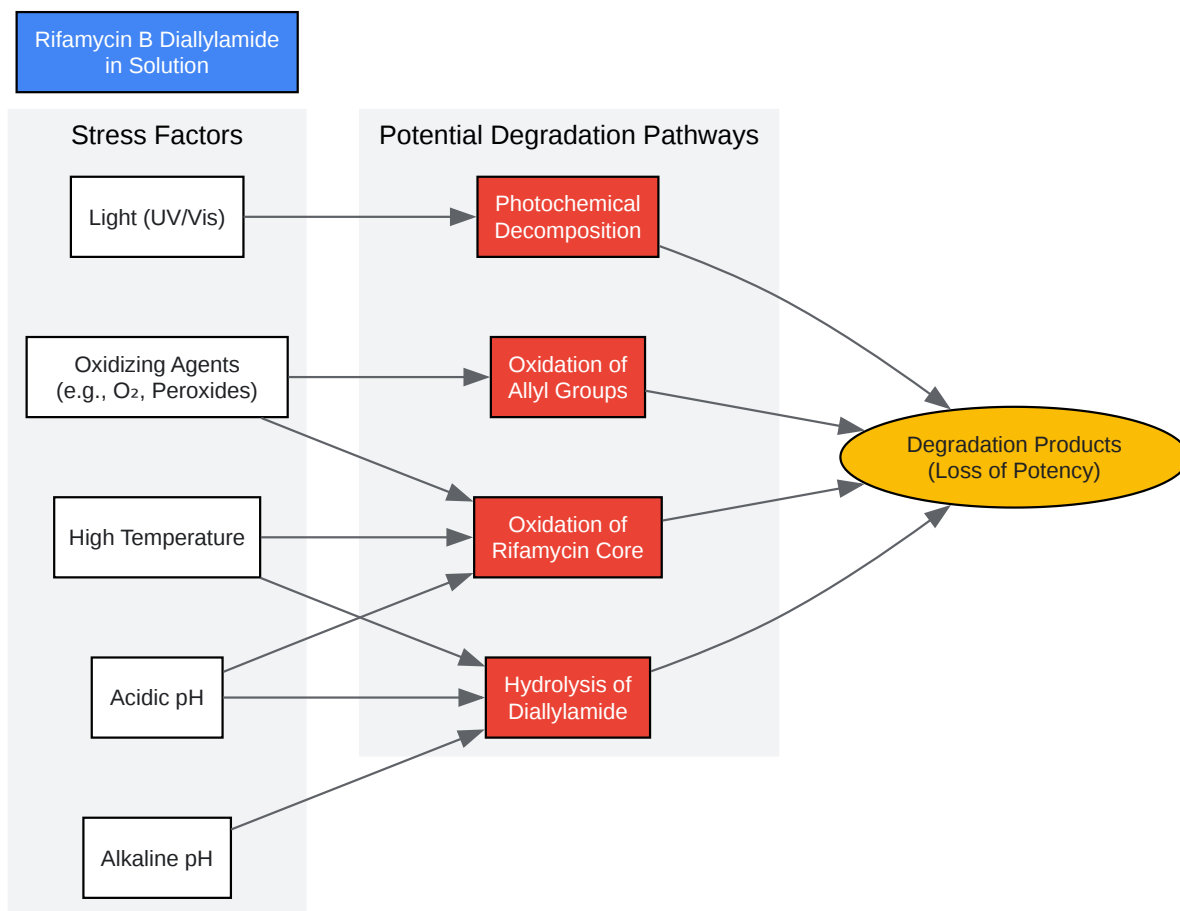 Rifamycin B Diallylamide
in Solution
Stress Factors
Potential Degradation Pathways
Light (UV/Vis)
Photochemical
Decomposition
Oxidizing Agents
(e.g., O₂, Peroxides)
Oxidation of
Allyl Groups
Degradation Products
(Loss of Potency)
High Temperature
Oxidation of
Rifamycin Core
Acidic pH
Hydrolysis of
Diallylamide
Alkaline pH